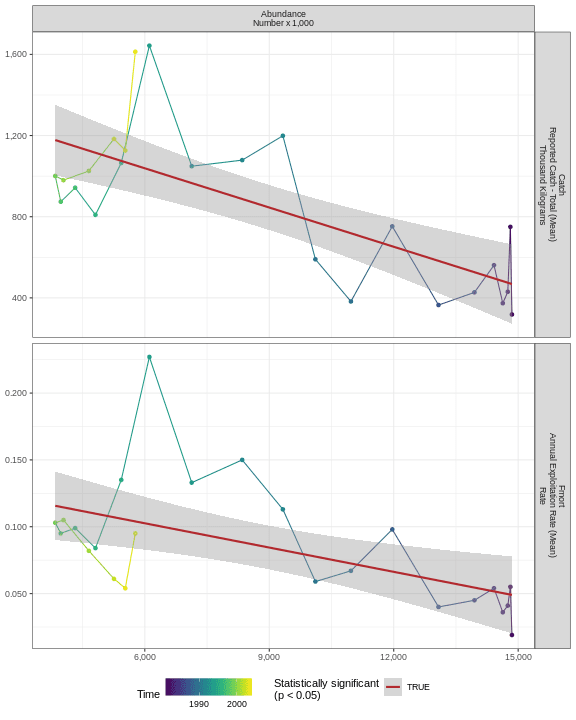 Abundance
Number x 1,000
1,600
1,200
800
400
Catch
Reported Catch - Total (Mean)
Thousand Kilograms
0.200
0.150
0.100
0.050
Fmort
Annual Exploitation Rate (Mean)
Rate
6,000 9,000 12,000 15,000
Time
1990 2000
Statistically significant
(p < 0.05)
TRUE